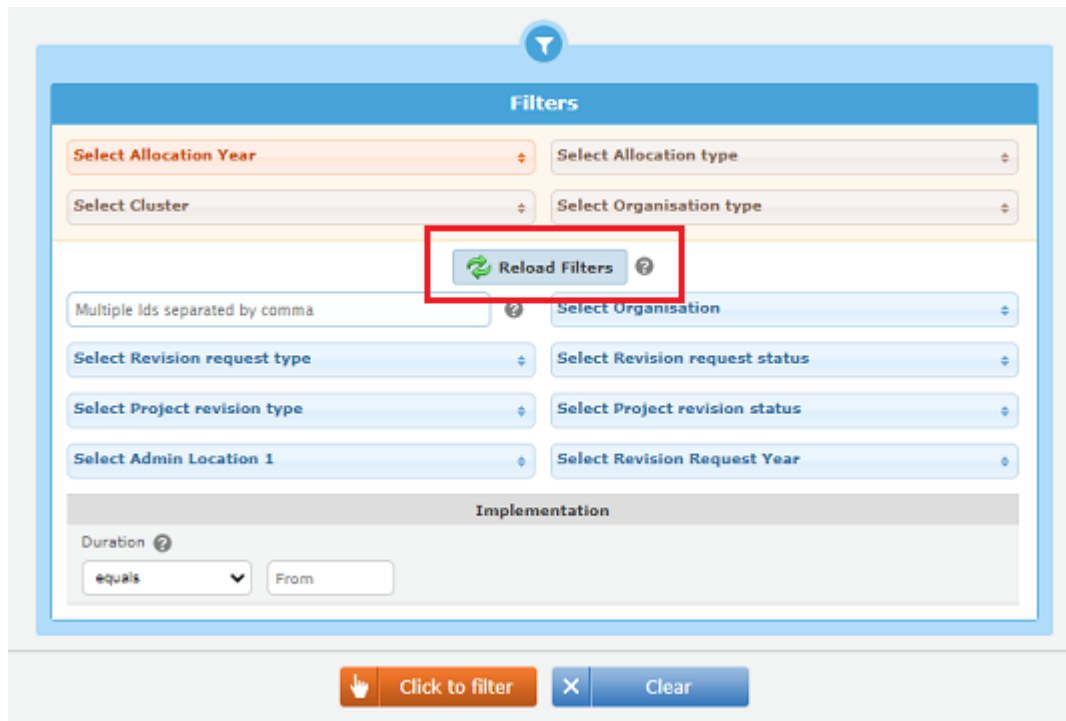 Filters
Select Allocation Year
Select Allocation type
Select Cluster
Select Organisation type
Reload Filters ?
Multiple Ids separated by comma ?
Select Organisation
Select Revision request type
Select Revision request status
Select Project revision type
Select Project revision status
Select Admin Location 1
Select Revision Request Year
Implementation
Duration ?
equals
From
Click to filter
Clear